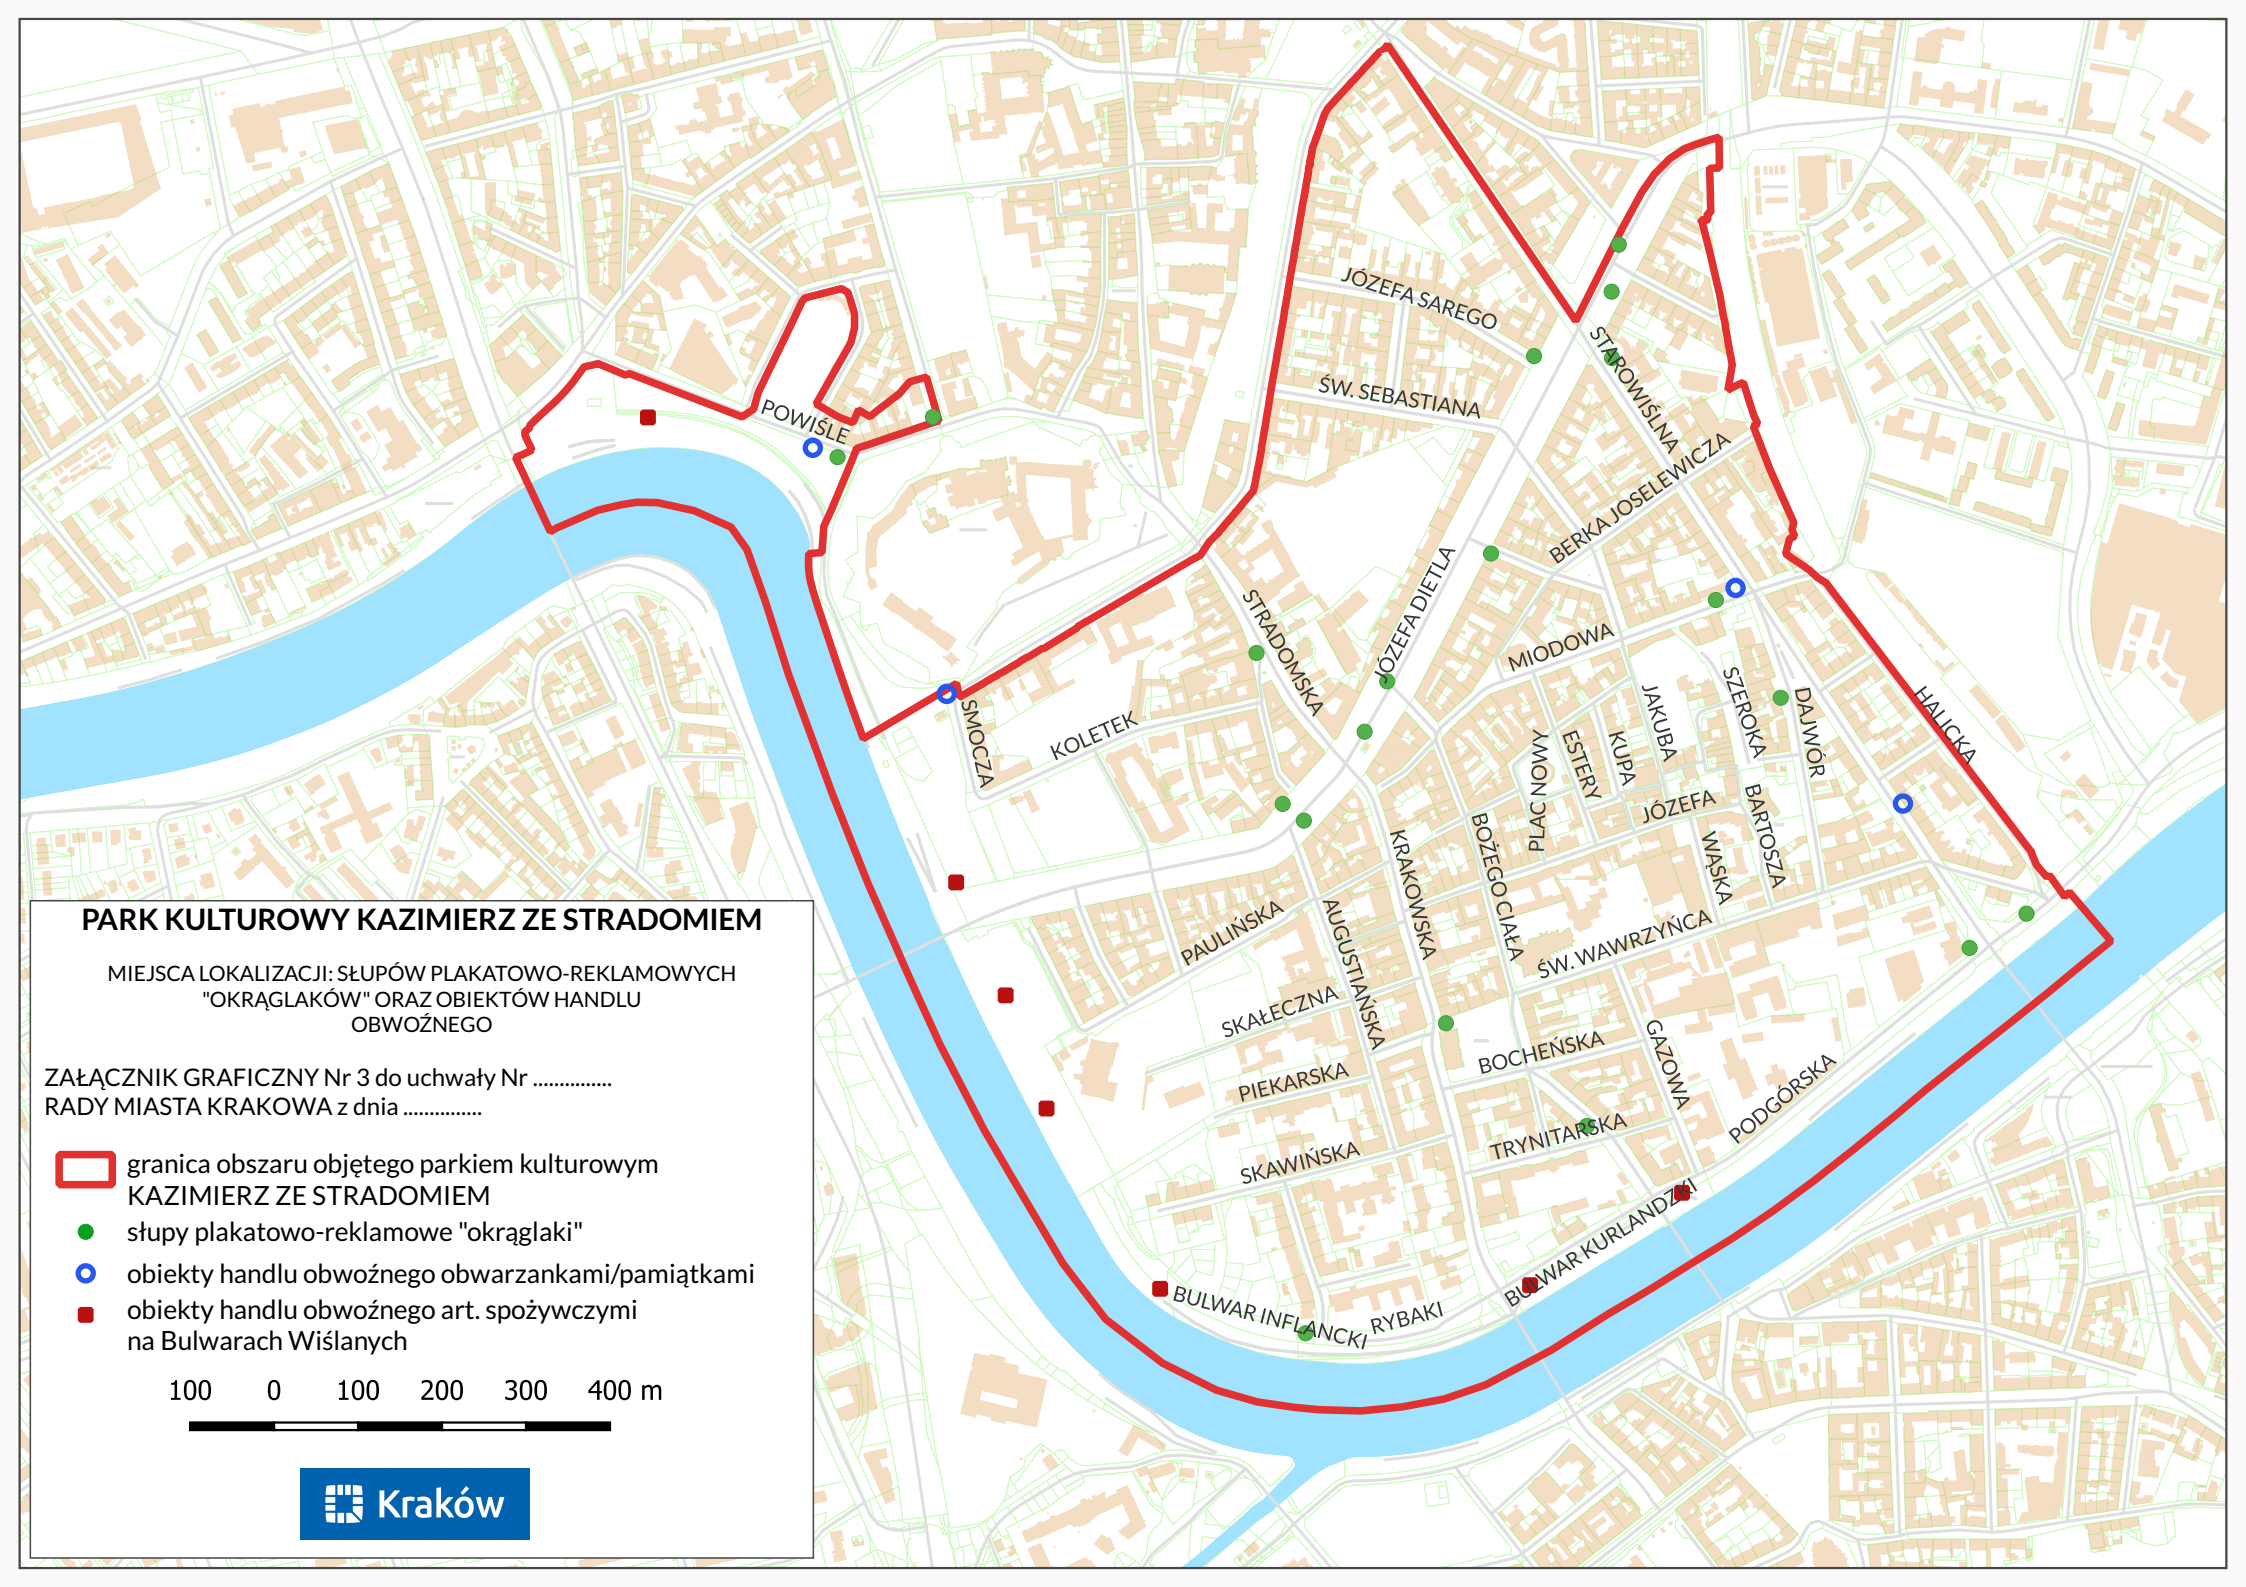 JÓZEFA SAREGO
ŚW. SEBASTIANA
STAROWIŚLNA
POWIŚLE
BERKA JOSELEWICZA
JÓZEFA DIETLA
STRADOMSKA
MIODOWA
SMOCZA
KOLETEK
JAKUBA
SZEROKA
DAJWÓR
HALICKA
PLAC NOWY
ESTERY
KUPA
JÓZEFA
BARTOSZA
WĄSKA
KRAKOWSKA
BOŻEGO CIAŁA
PAULIŃSKA
AUGUSTIAŃSKA
ŚW. WAWRZYŃCA
SKAŁECZNA
BOCHEŃSKA
GAZOWA
PIEKARSKA
PODGÓRSKA
TRYNITARSKA
SKAWIŃSKA
BULWAR KURLANDZKI
BULWAR INFLANCKI
RYBAKI
PARK KULTUROWY KAZIMIERZ ZE STRADOMIEM
MIEJSCA LOKALIZACJI: SŁUPÓW PLAKATOWO-REKLAMOWYCH
"OKRĄGLAKÓW" ORAZ OBIEKTÓW HANDLU
OBWOŹNEGO
ZAŁĄCZNIK GRAFICZNY Nr 3 do uchwały Nr ...............
RADY MIASTA KRAKOWA z dnia ...............
granica obszaru objętego parkiem kulturowym
KAZIMIERZ ZE STRADOMIEM
słupy plakatowo-reklamowe "okrąglaki"
obiekty handlu obwoźnego obwarzankami/pamiątkami
obiekty handlu obwoźnego art. spożywczymi
na Bulwarach Wiślanych
100 0 100 200 300 400 m
Kraków